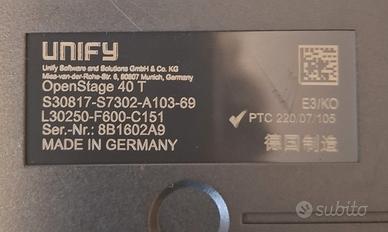 UNIFY
Unify Software and Solutions GmbH & Co. KG
Mies-van-der-Rohe-Str. 6, 80807 Munich, Germany
OpenStage 40 T
S30817-S7302-A103-69
L30250-F600-C151
Ser.-Nr.: 8B1602A9
MADE IN GERMANY
E3/KO
PTC 220/07/105
德国制造
subito